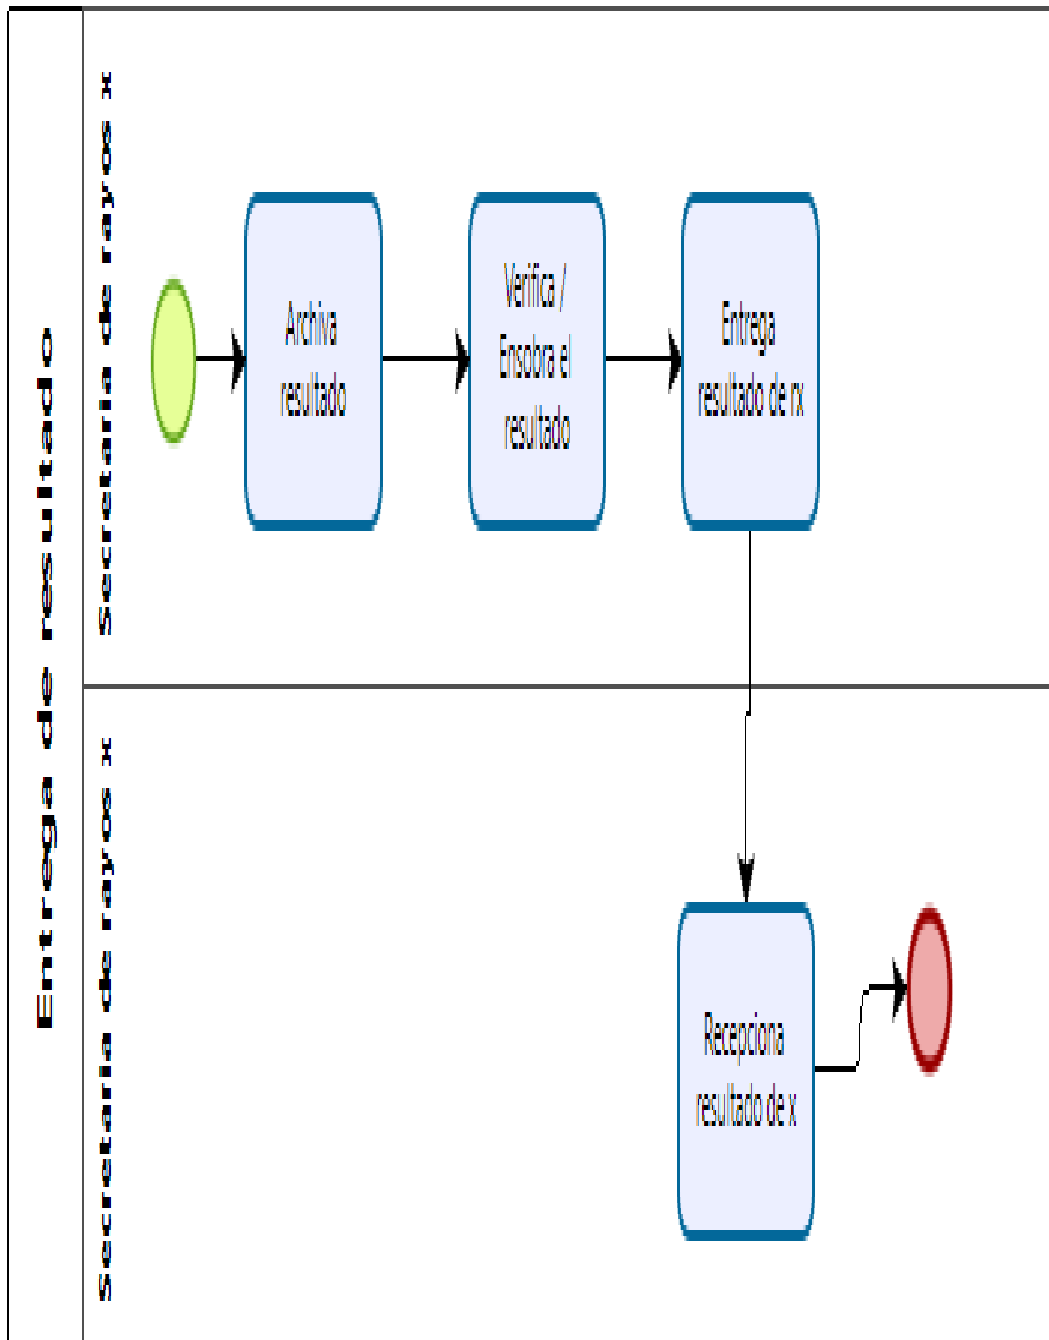 Entrega de resultado
Secretaria de rayos x
Archiva
resultado
Verifica /
Ensobra el
resultado
Entrega
resultado de rx
Secretaria de rayos x
Recepciona
resultado de x